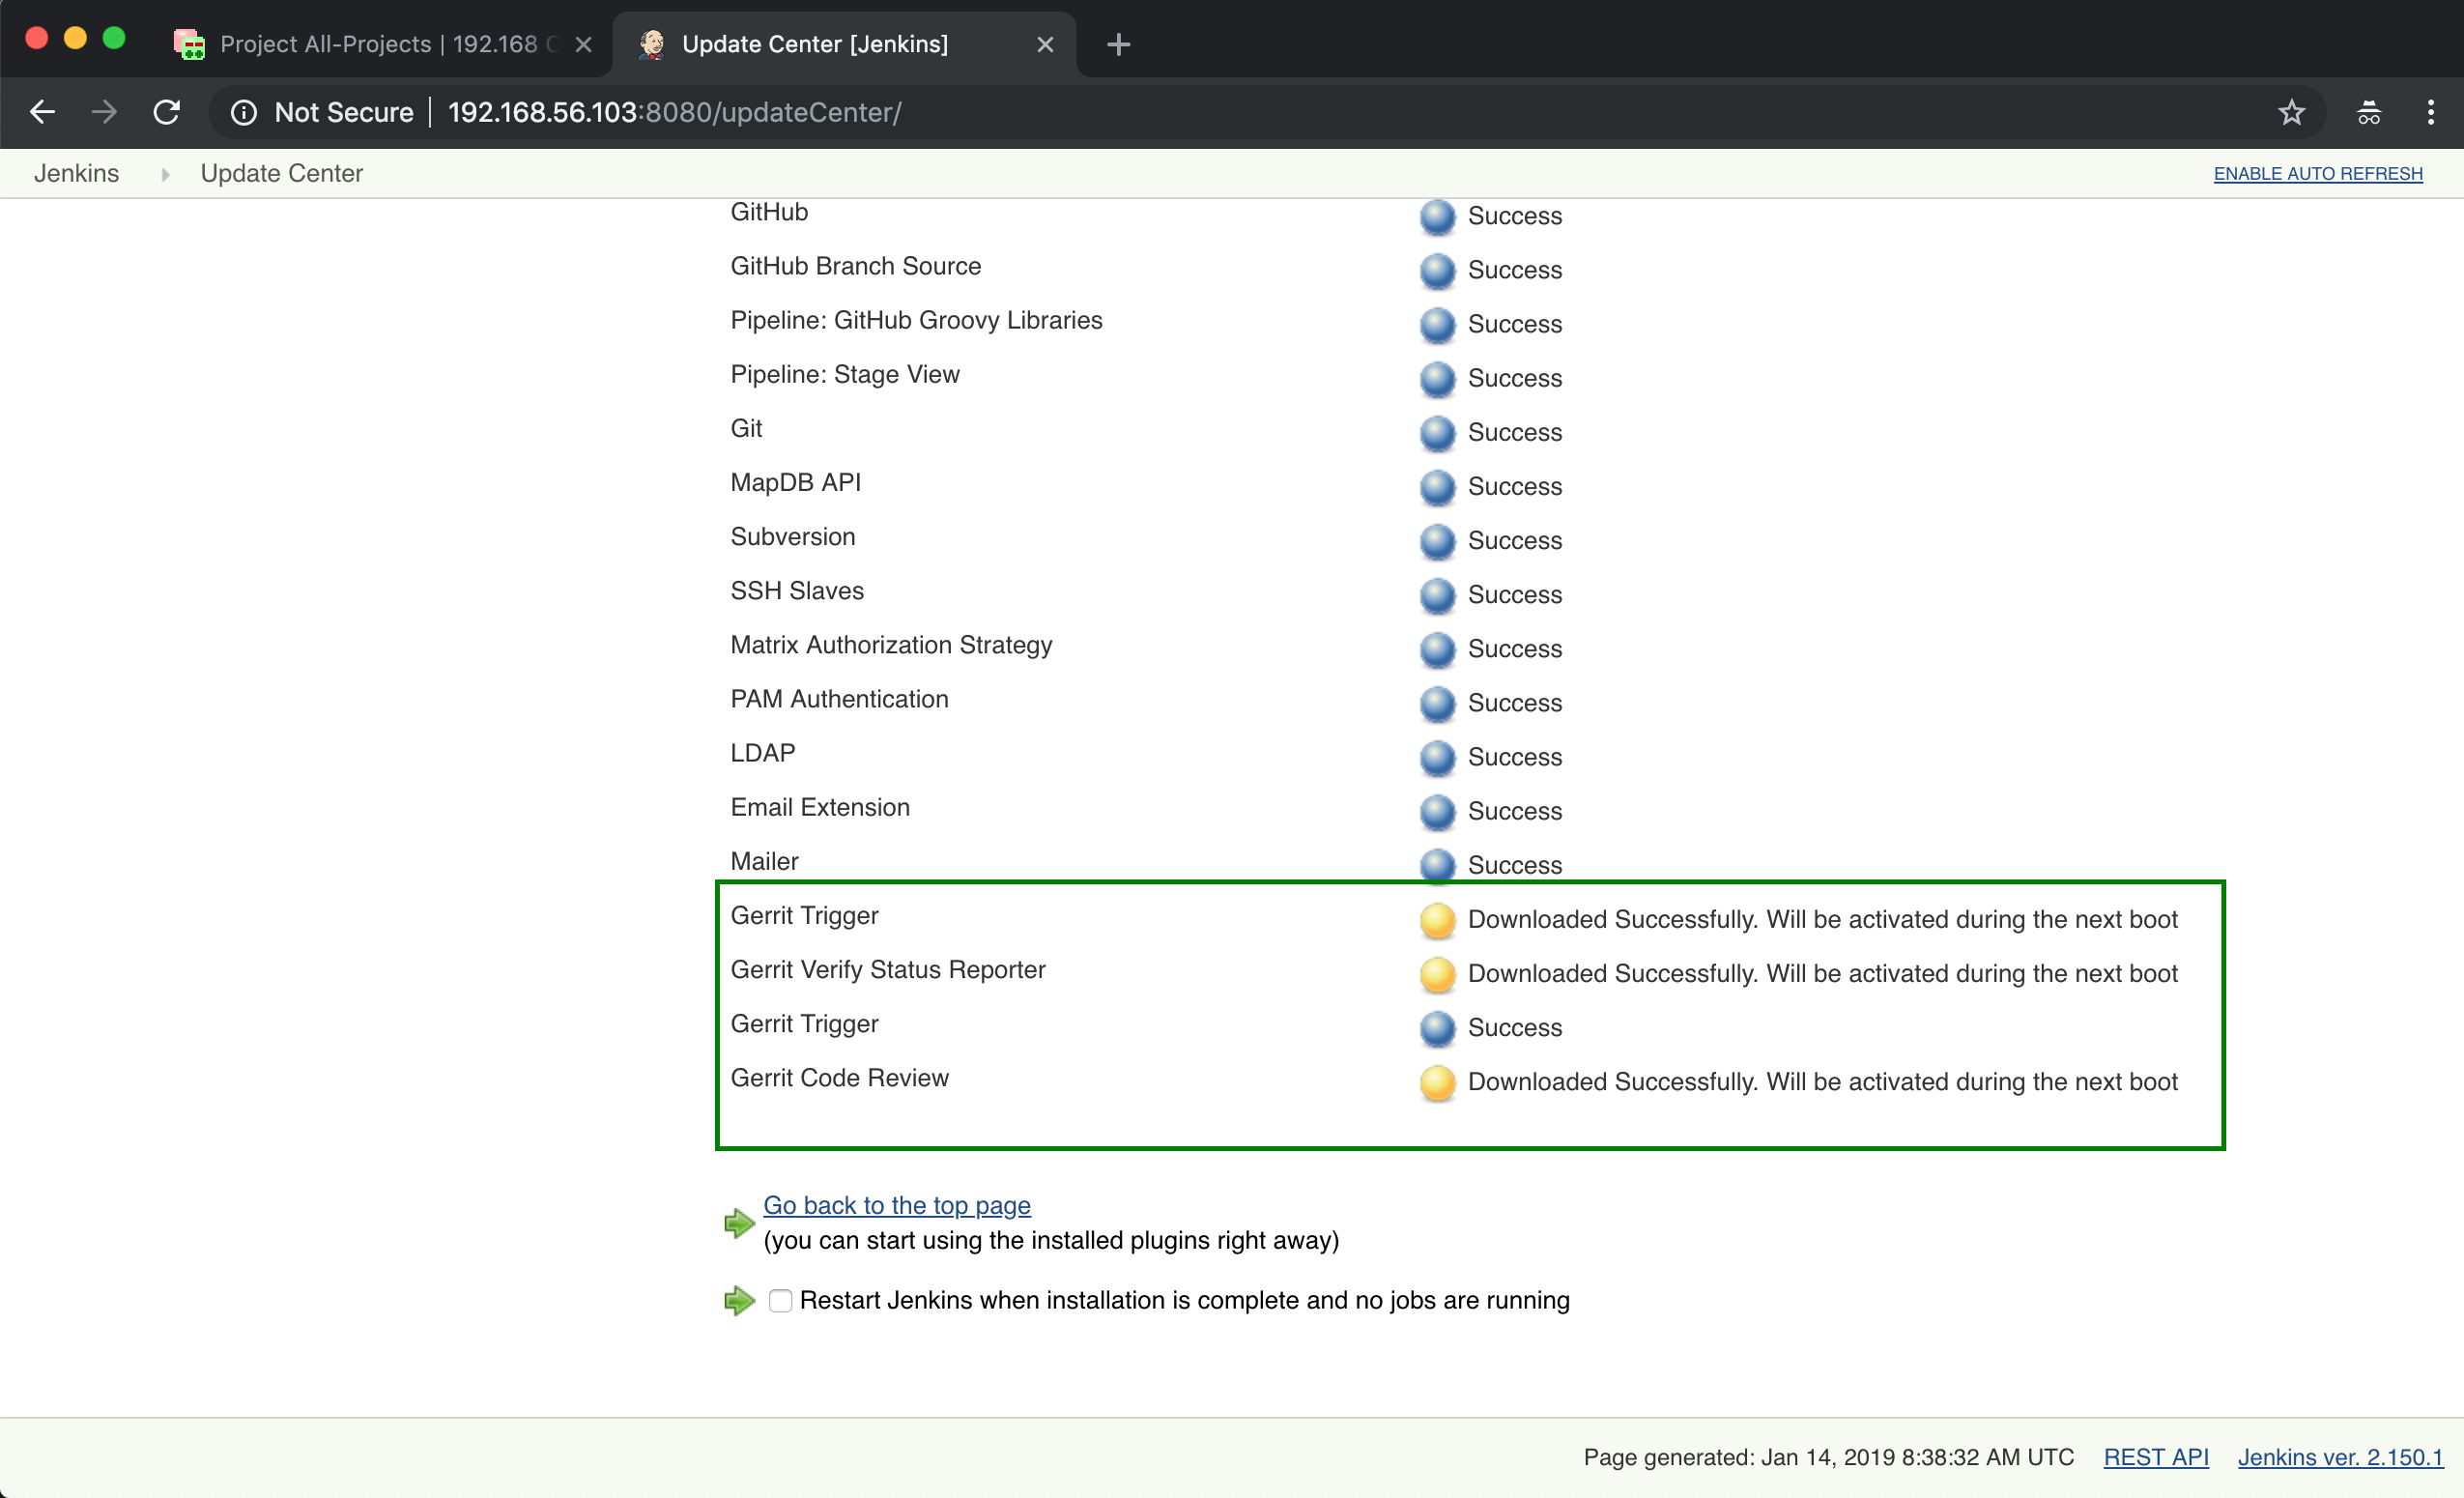 Project All-Projects | 192.168
Update Center [Jenkins]
Not Secure 192.168.56.103:8080/updateCenter/
Jenkins Update Center ENABLE AUTO REFRESH
GitHub Success
GitHub Branch Source Success
Pipeline: GitHub Groovy Libraries Success
Pipeline: Stage View Success
Git Success
MapDB API Success
Subversion Success
SSH Slaves Success
Matrix Authorization Strategy Success
PAM Authentication Success
LDAP Success
Email Extension Success
Mailer Success
Gerrit Trigger Downloaded Successfully. Will be activated during the next boot
Gerrit Verify Status Reporter Downloaded Successfully. Will be activated during the next boot
Gerrit Trigger Success
Gerrit Code Review Downloaded Successfully. Will be activated during the next boot
Go back to the top page
(you can start using the installed plugins right away)
Restart Jenkins when installation is complete and no jobs are running
Page generated: Jan 14, 2019 8:38:32 AM UTC REST API Jenkins ver. 2.150.1